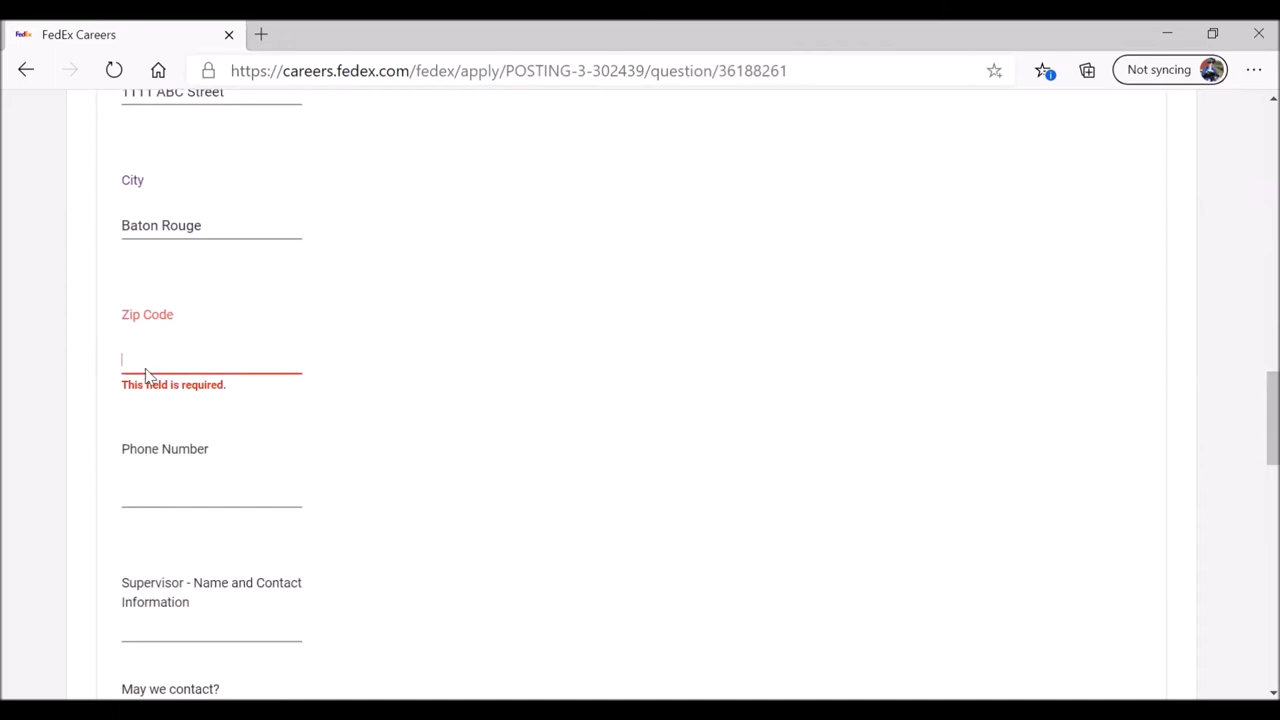 FedEx FedEx Careers
https://careers.fedex.com/fedex/apply/POSTING-3-302439/question/36188261
Not syncing
1111 ABC Street
City
Baton Rouge
Zip Code
This field is required.
Phone Number
Supervisor - Name and Contact
Information
May we contact?